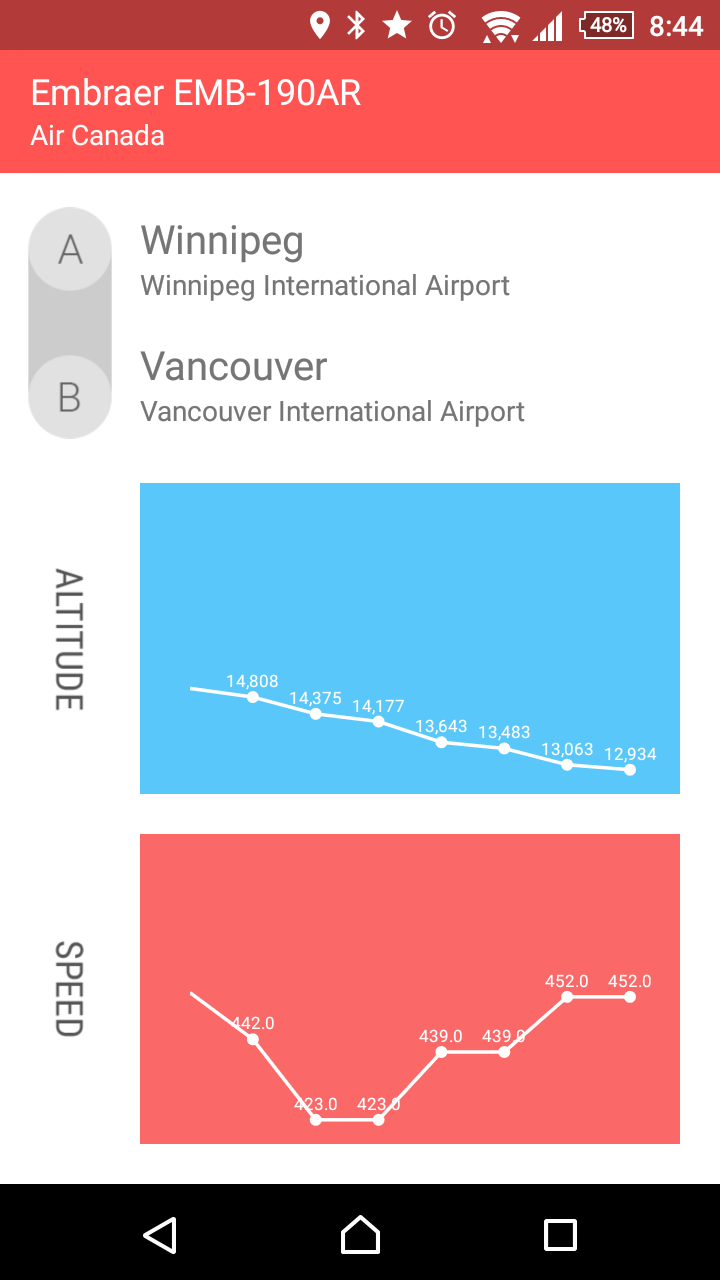 48% 8:44
Embraer EMB-190AR
Air Canada
A
Winnipeg
Winnipeg International Airport
B
Vancouver
Vancouver International Airport
ALTITUDE
14,808
14,375
14,177
13,643
13,483
13,063
12,934
SPEED
442.0
423.0
423.0
439.0
439.0
452.0
452.0